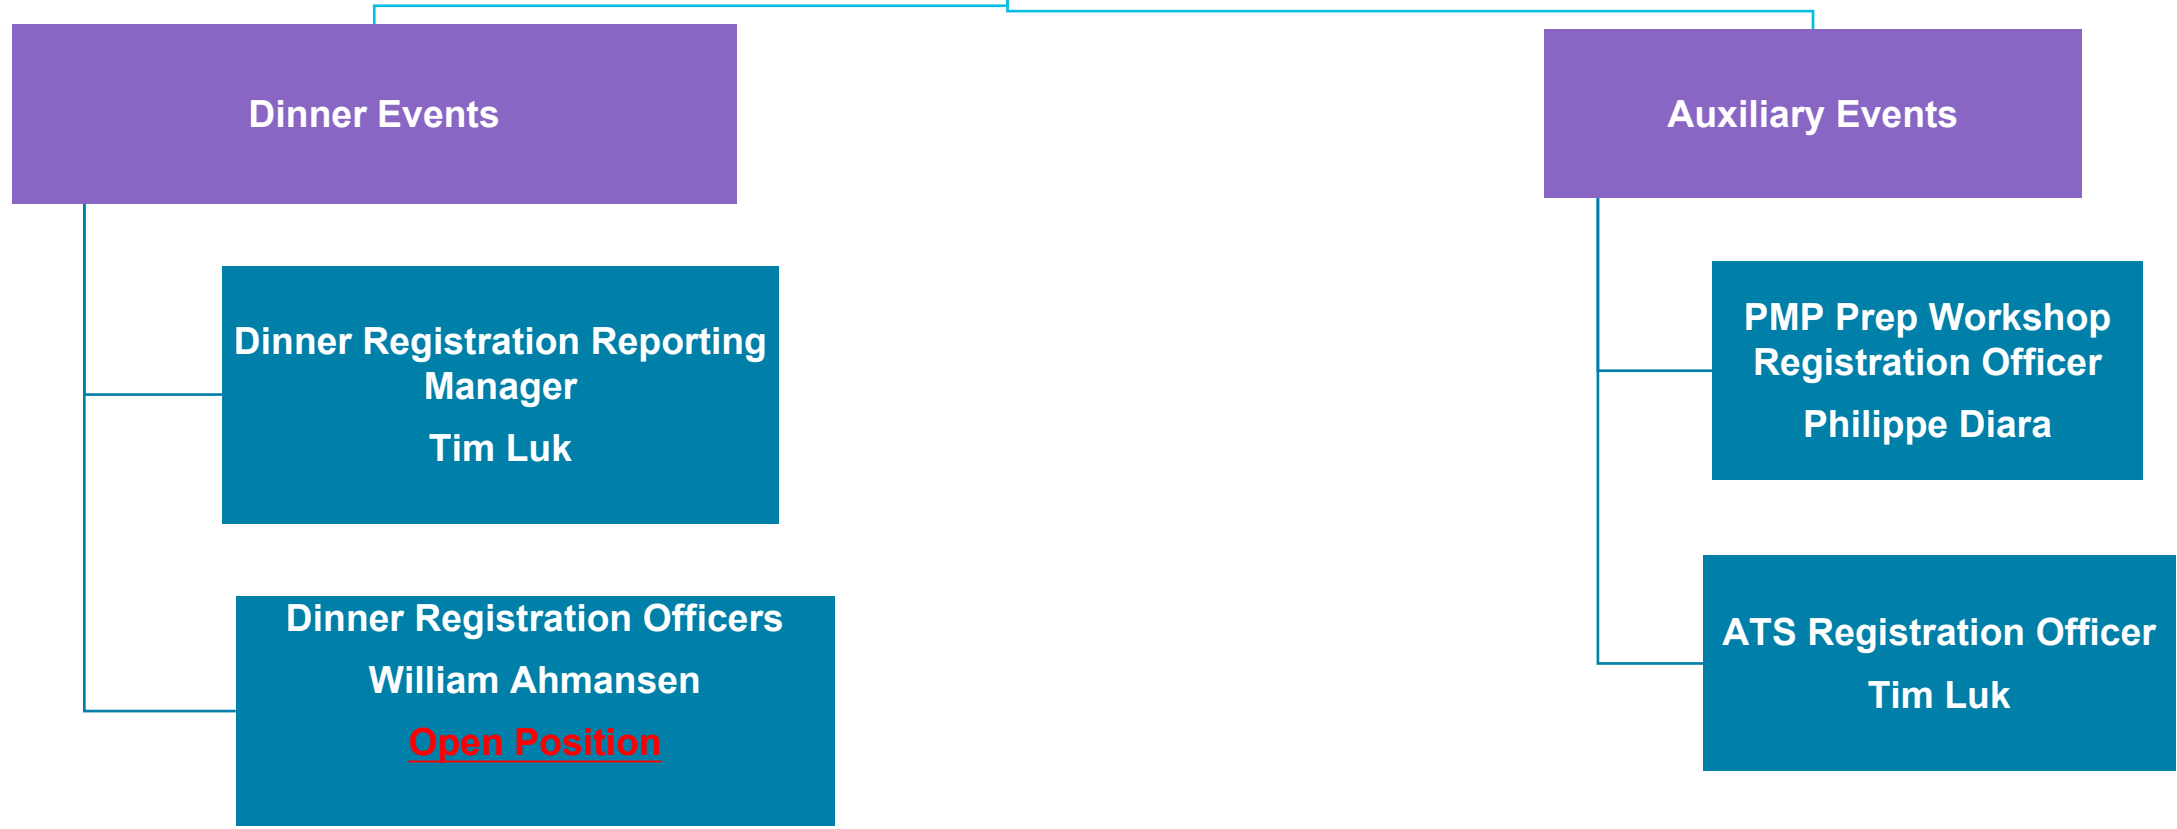 Dinner Events
Dinner Registration Reporting
Manager
Tim Luk
Dinner Registration Officers
William Ahmansen
Open Position
Auxiliary Events
PMP Prep Workshop
Registration Officer
Philippe Diara
ATS Registration Officer
Tim Luk